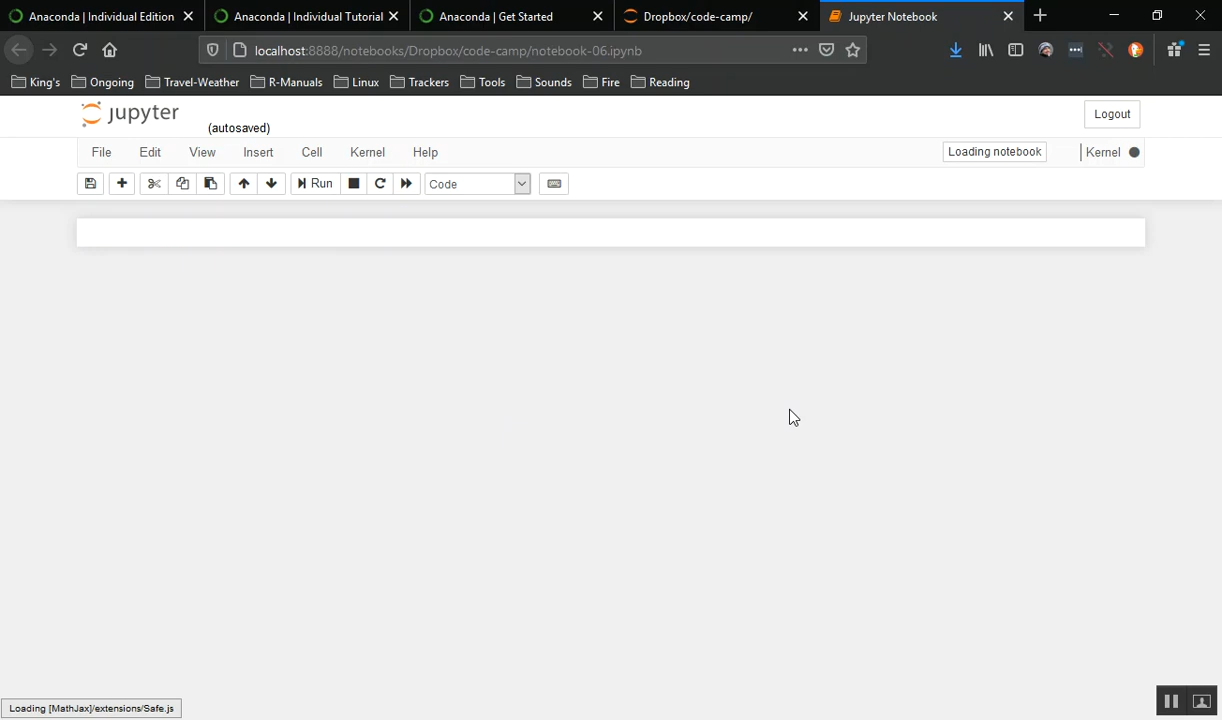 Anaconda | Individual Edition Anaconda | Individual Tutorial Anaconda | Get Started Dropbox/code-camp/ Jupyter Notebook
localhost:8888/notebooks/Dropbox/code-camp/notebook-06.ipynb
King's Ongoing Travel-Weather R-Manuals Linux Trackers Tools Sounds Fire Reading
jupyter (autosaved) Logout
File Edit View Insert Cell Kernel Help Loading notebook Kernel
Run Code
Loading [MathJax]/extensions/Safe.js